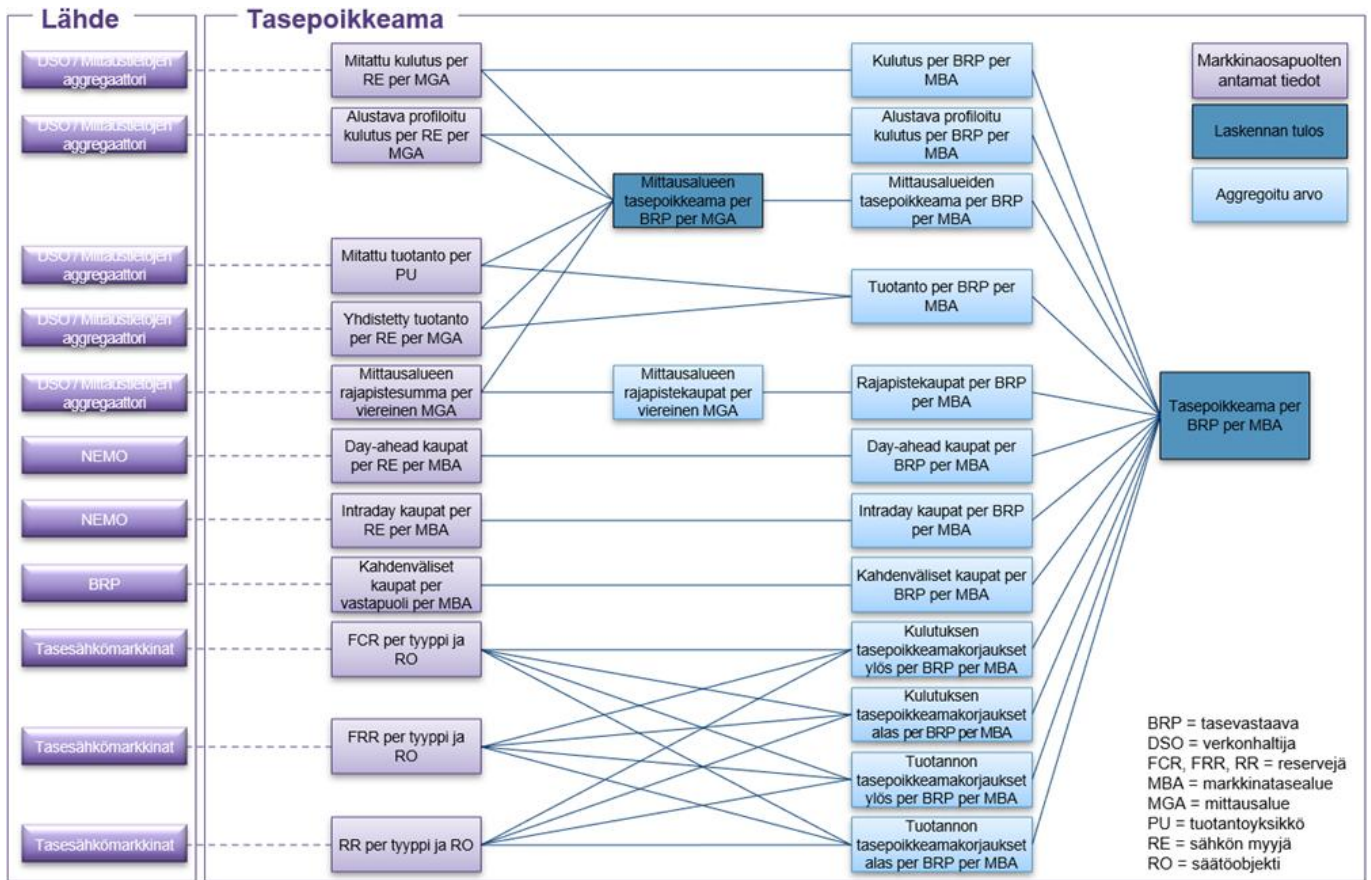 Lähde
Tasepoikkeama
DSO / Mittaustietojen
aggregaattori
Mitattu kulutus per
RE per MGA
Kulutus per BRP per
MBA
Markkinaosapuolten
antamat tiedot
DSO / Mittaustietojen
aggregaattori
Alustava profiloitu
kulutus per RE per
MGA
Alustava profiloitu
kulutus per BRP per
MBA
Laskennan tulos
Mittausalueen
tasepoikkeama per
BRP per MGA
Mittausalueiden
tasepoikkeama per BRP
per MBA
Aggregoitu arvo
DSO / Mittaustietojen
aggregaattori
Mitattu tuotanto per
PU
Tuotanto per BRP per
MBA
DSO / Mittaustietojen
aggregaattori
Yhdistetty tuotanto
per RE per MGA
DSO / Mittaustietojen
aggregaattori
Mittausalueen
rajapistesumma per
viereinen MGA
Mittausalueen
rajapistekaupat per
viereinen MGA
Rajapistekaupat per BRP
per MBA
Tasepoikkeama per
BRP per MBA
NEMO
Day-ahead kaupat
per RE per MBA
Day-ahead kaupat per
BRP per MBA
NEMO
Intraday kaupat per
RE per MBA
Intraday kaupat per BRP
per MBA
BRP
Kahdenväliset
kaupat per
vastapuoli per MBA
Kahdenväliset kaupat per
BRP per MBA
Tasesähkömarkkinat
FCR per tyyppi ja
RO
Kulutuksen
tasepoikkeamakorjaukset
ylös per BRP per MBA
Kulutuksen
tasepoikkeamakorjaukset
alas per BRP per MBA
Tasesähkömarkkinat
FRR per tyyppi ja
RO
Tuotannon
tasepoikkeamakorjaukset
ylös per BRP per MBA
Tasesähkömarkkinat
RR per tyyppi ja RO
Tuotannon
tasepoikkeamakorjaukset
alas per BRP per MBA
BRP = tasevastaava
DSO = verkonhaltija
FCR, FRR, RR = reservejä
MBA = markkinatasealue
MGA = mittausalue
PU = tuotantoyksikkö
RE = sähkön myyjä
RO = säätöobjekti